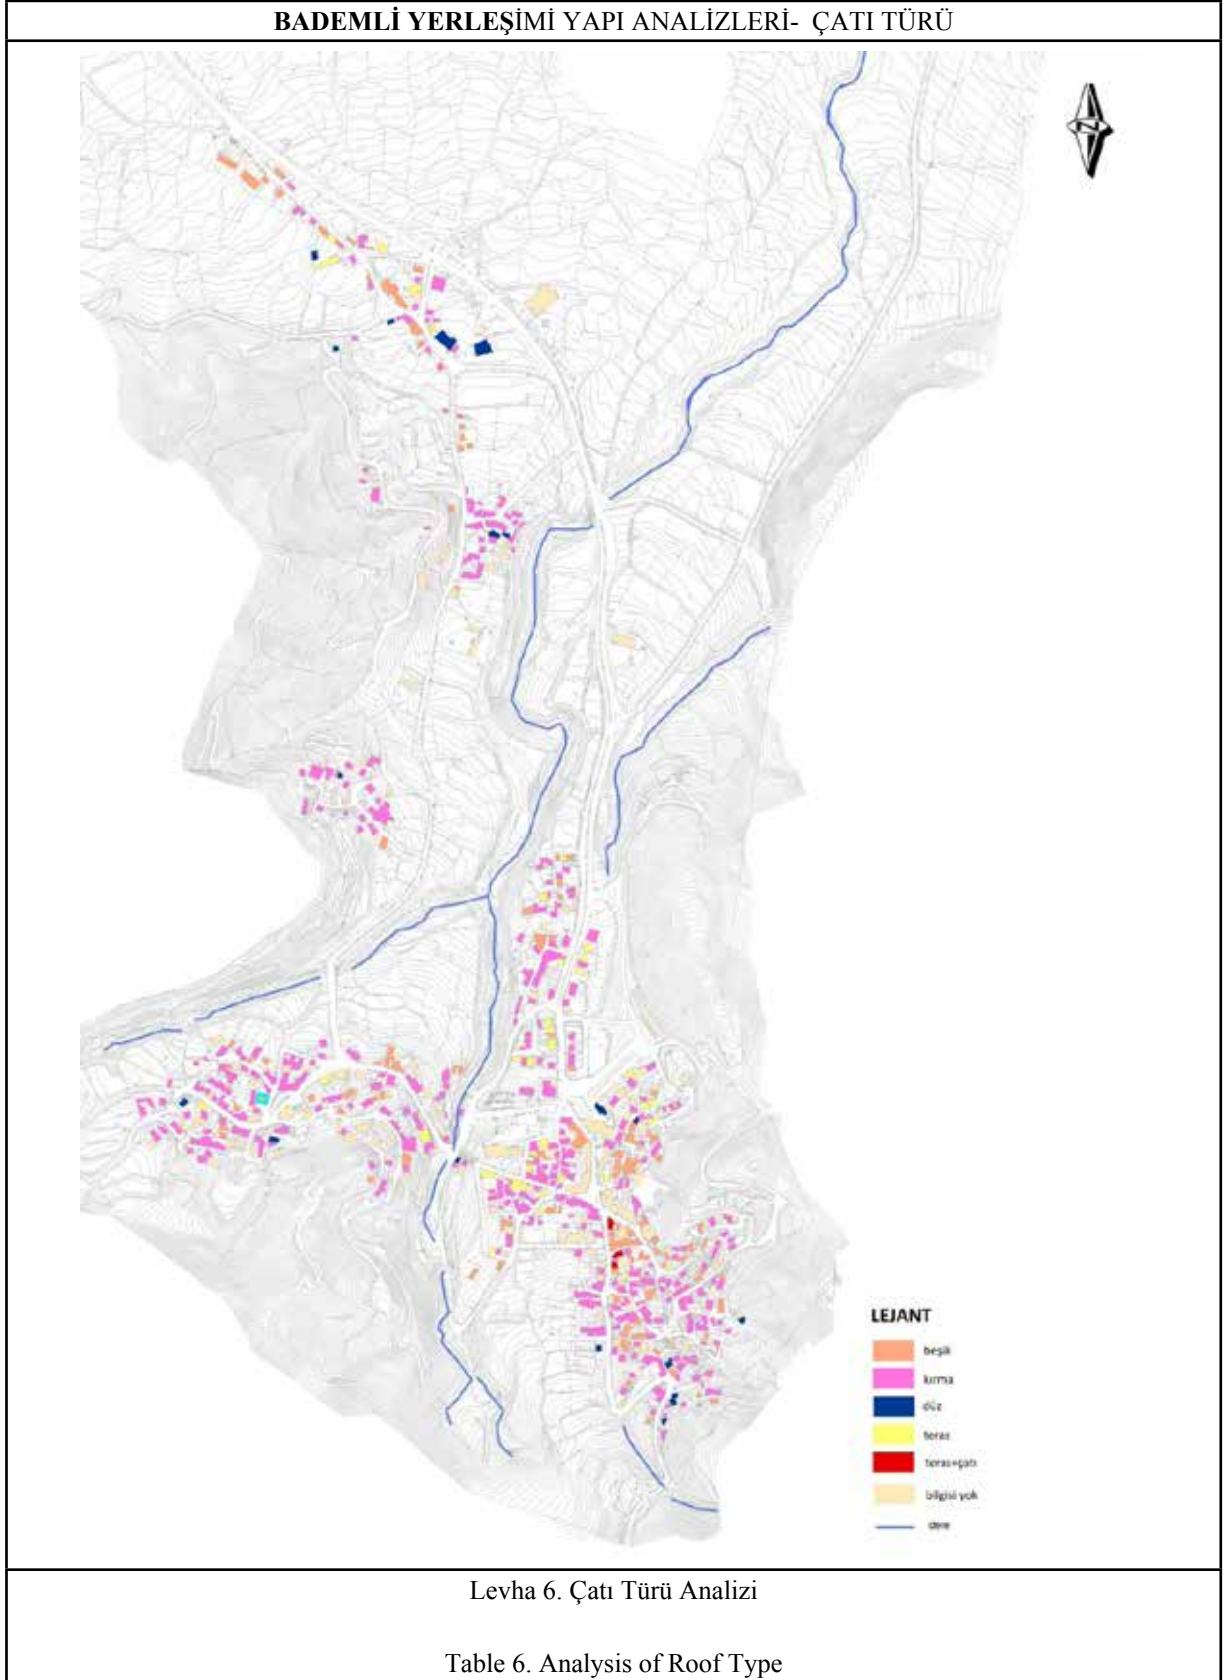 BADEMLİ YERLEŞİMİ YAPI ANALİZLERİ- ÇATI TÜRÜ
N
LEJANT
beşik
kırma
düz
teras
teras+çatı
bilgisi yok
dere
Levha 6. Çatı Türü Analizi
Table 6. Analysis of Roof Type